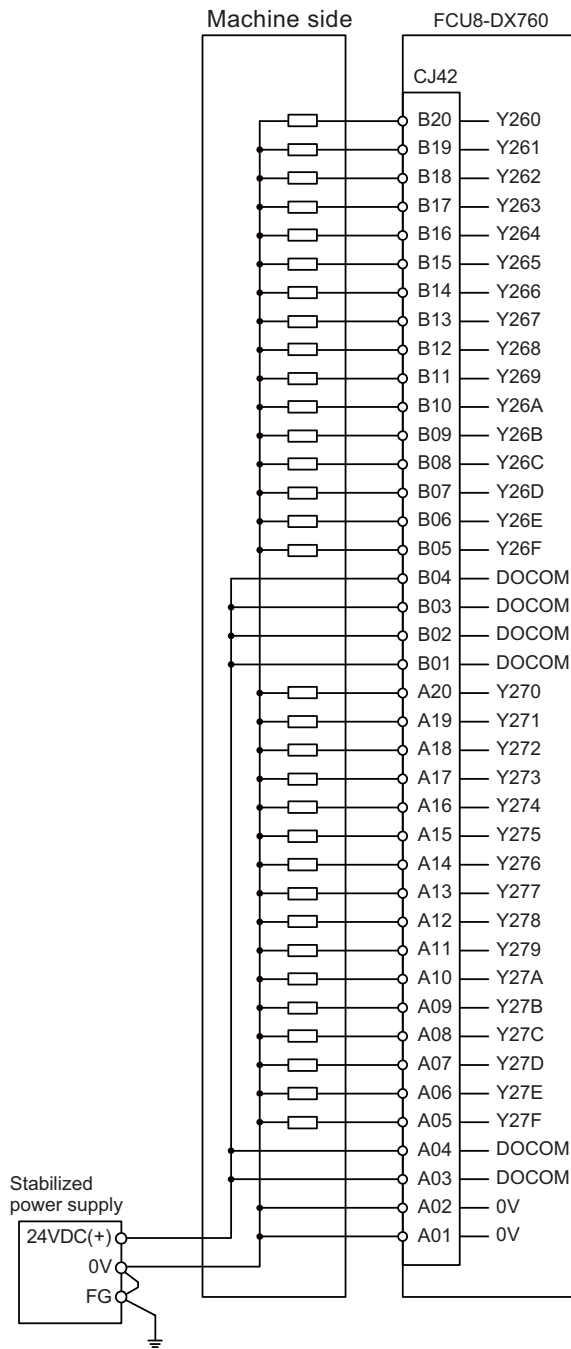 Machine side FCU8-DX760
CJ42
B20 Y260
B19 Y261
B18 Y262
B17 Y263
B16 Y264
B15 Y265
B14 Y266
B13 Y267
B12 Y268
B11 Y269
B10 Y26A
B09 Y26B
B08 Y26C
B07 Y26D
B06 Y26E
B05 Y26F
B04 DOCOM
B03 DOCOM
B02 DOCOM
B01 DOCOM
A20 Y270
A19 Y271
A18 Y272
A17 Y273
A16 Y274
A15 Y275
A14 Y276
A13 Y277
A12 Y278
A11 Y279
A10 Y27A
A09 Y27B
A08 Y27C
A07 Y27D
A06 Y27E
A05 Y27F
A04 DOCOM
A03 DOCOM
A02 0V
A01 0V
Stabilized
power supply
24VDC(+)
0V
FG